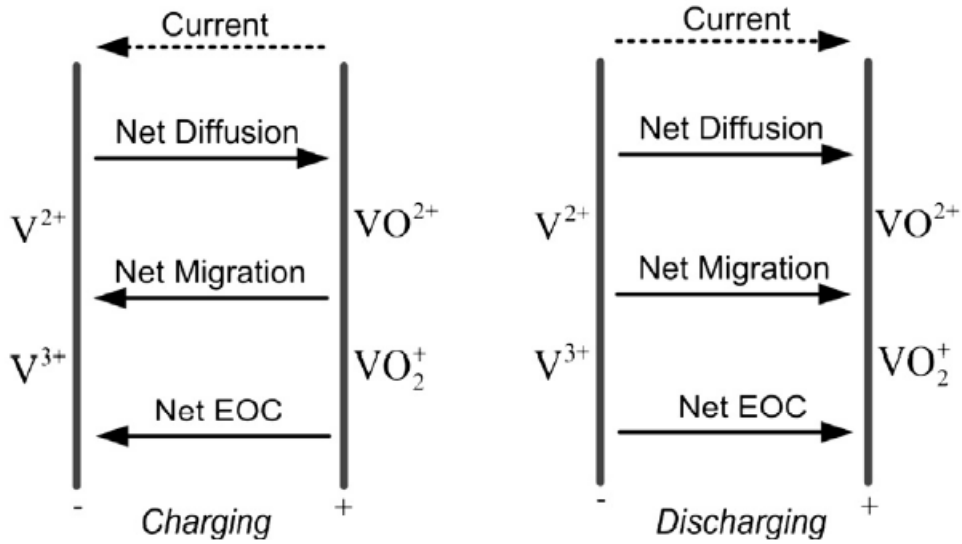 Current
Net Diffusion
V²⁺ VO²⁺
Net Migration
V³⁺ VO₂⁺
Net EOC
- +
Charging
Current
Net Diffusion
V²⁺ VO²⁺
Net Migration
V³⁺ VO₂⁺
Net EOC
- +
Discharging